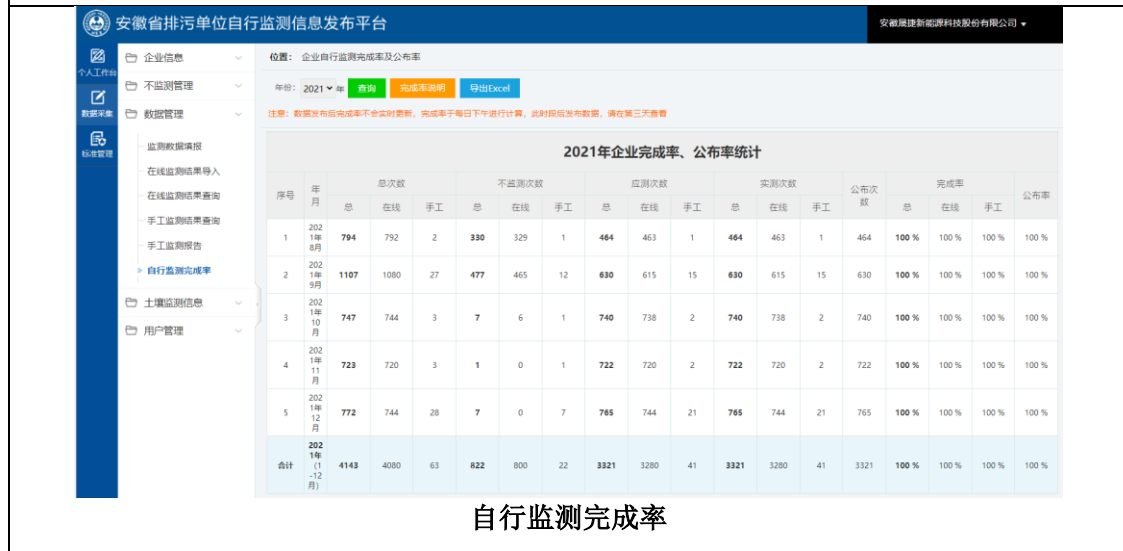 安徽省排污单位自行监测信息发布平台
安徽晟捷新能源科技股份有限公司
个人工作台
数据采集
标准管理
企业信息
不监测管理
数据管理
监测数据填报
在线监测结果导入
在线监测结果查询
手工监测结果查询
手工监测报告
自行监测完成率
土壤监测信息
用户管理
位置： 企业自行监测完成率及公布率
年份： 2021 年 查询 完成率说明 导出Excel
注意：数据发布后完成率不会实时更新，完成率于每日下午进行计算，此时段后发布数据，请在第三天查看
2021年企业完成率、公布率统计
序号 年月 总次数 不监测次数 应测次数 实测次数 公布次数 完成率 公布率
总 在线 手工 总 在线 手工 总 在线 手工 总 在线 手工 总 在线 手工
1 2021年8月 794 792 2 330 329 1 464 463 1 464 463 1 464 100 % 100 % 100 % 100 %
2 2021年9月 1107 1080 27 477 465 12 630 615 15 630 615 15 630 100 % 100 % 100 % 100 %
3 2021年10月 747 744 3 7 6 1 740 738 2 740 738 2 740 100 % 100 % 100 % 100 %
4 2021年11月 723 720 3 1 0 1 722 720 2 722 720 2 722 100 % 100 % 100 % 100 %
5 2021年12月 772 744 28 7 0 7 765 744 21 765 744 21 765 100 % 100 % 100 % 100 %
合计 2021年(1-12月) 4143 4080 63 822 800 22 3321 3280 41 3321 3280 41 3321 100 % 100 % 100 % 100 %
自行监测完成率